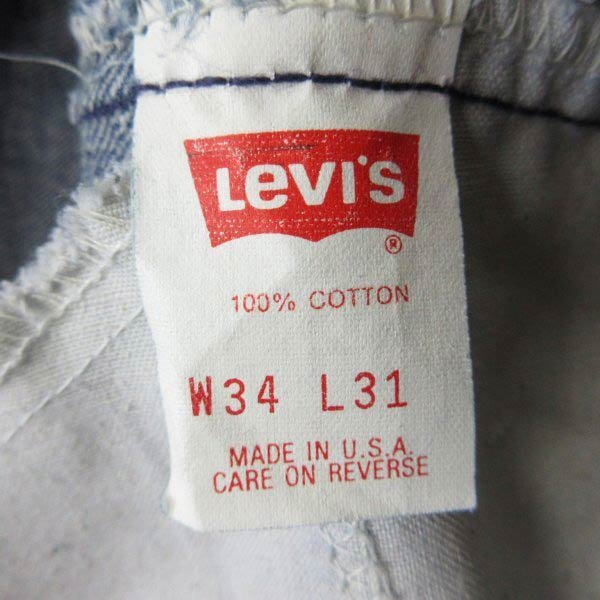 Levi's
®
100% COTTON
W34 L31
MADE IN U.S.A.
CARE ON REVERSE